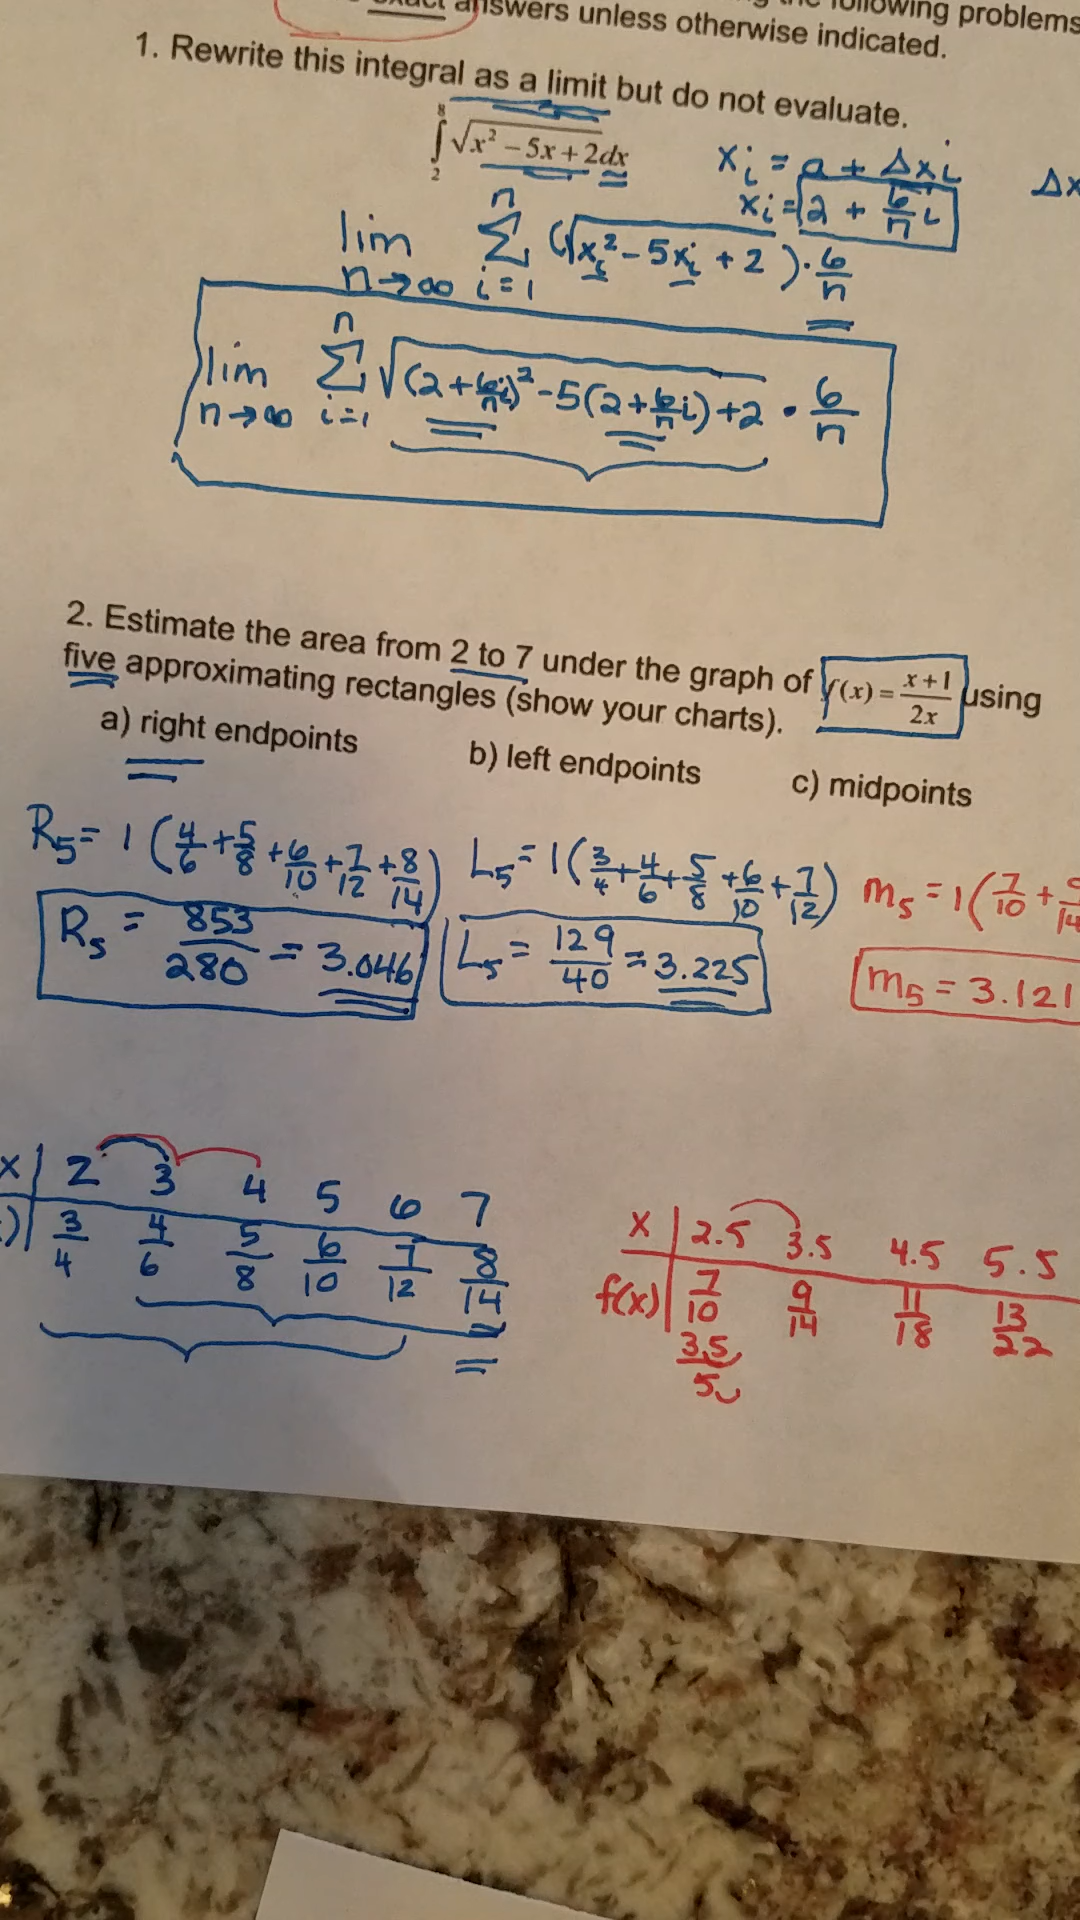 exact answers unless otherwise indicated.
following problems
1. Rewrite this integral as a limit but do not evaluate.
∫₂⁸ √(x² − 5x + 2) dx
xᵢ = a + Δxi
Δx
xᵢ = 2 + 6/n i
lim n→∞ Σ i=1 n (√(xᵢ² − 5xᵢ + 2)) · 6/n
lim n→∞ Σ i=1 n √((2 + 6/n i)² − 5(2 + 6/n i) + 2) · 6/n
2. Estimate the area from 2 to 7 under the graph of f(x) = (x+1)/2x using
five approximating rectangles (show your charts).
a) right endpoints
b) left endpoints
c) midpoints
R₅ = 1 (4/6 + 5/8 + 6/10 + 7/12 + 8/14)
L₅ = 1 (3/4 + 4/6 + 5/8 + 6/10 + 7/12)
m₅ = 1 (7/10 +
R₅ = 853/280 = 3.046
L₅ = 129/40 = 3.225
m₅ = 3.121
x | 2 3 4 5 6 7
) | 3/4 4/6 5/8 6/10 7/12 8/14
x | 2.5 3.5 4.5 5.5
f(x) | 7/10 9/14 11/18 13/22
3.5/5